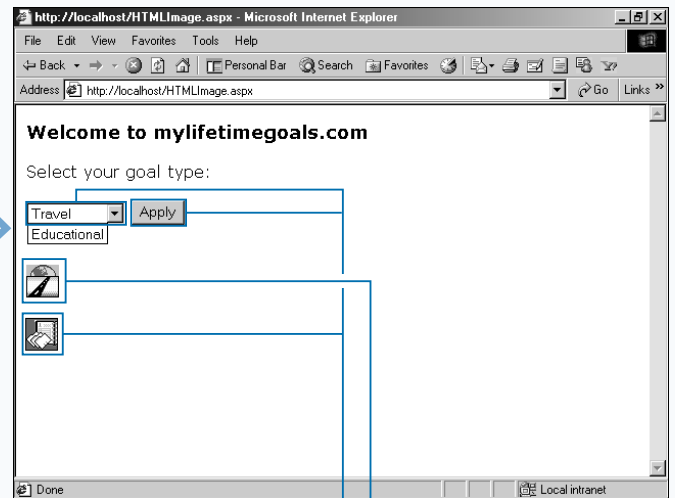 http://localhost/HTMLImage.aspx - Microsoft Internet Explorer
File Edit View Favorites Tools Help
Back Personal Bar Search Favorites
Address http://localhost/HTMLImage.aspx Go Links »
Welcome to mylifetimegoals.com
Select your goal type:
Travel Apply
Educational
Done Local intranet